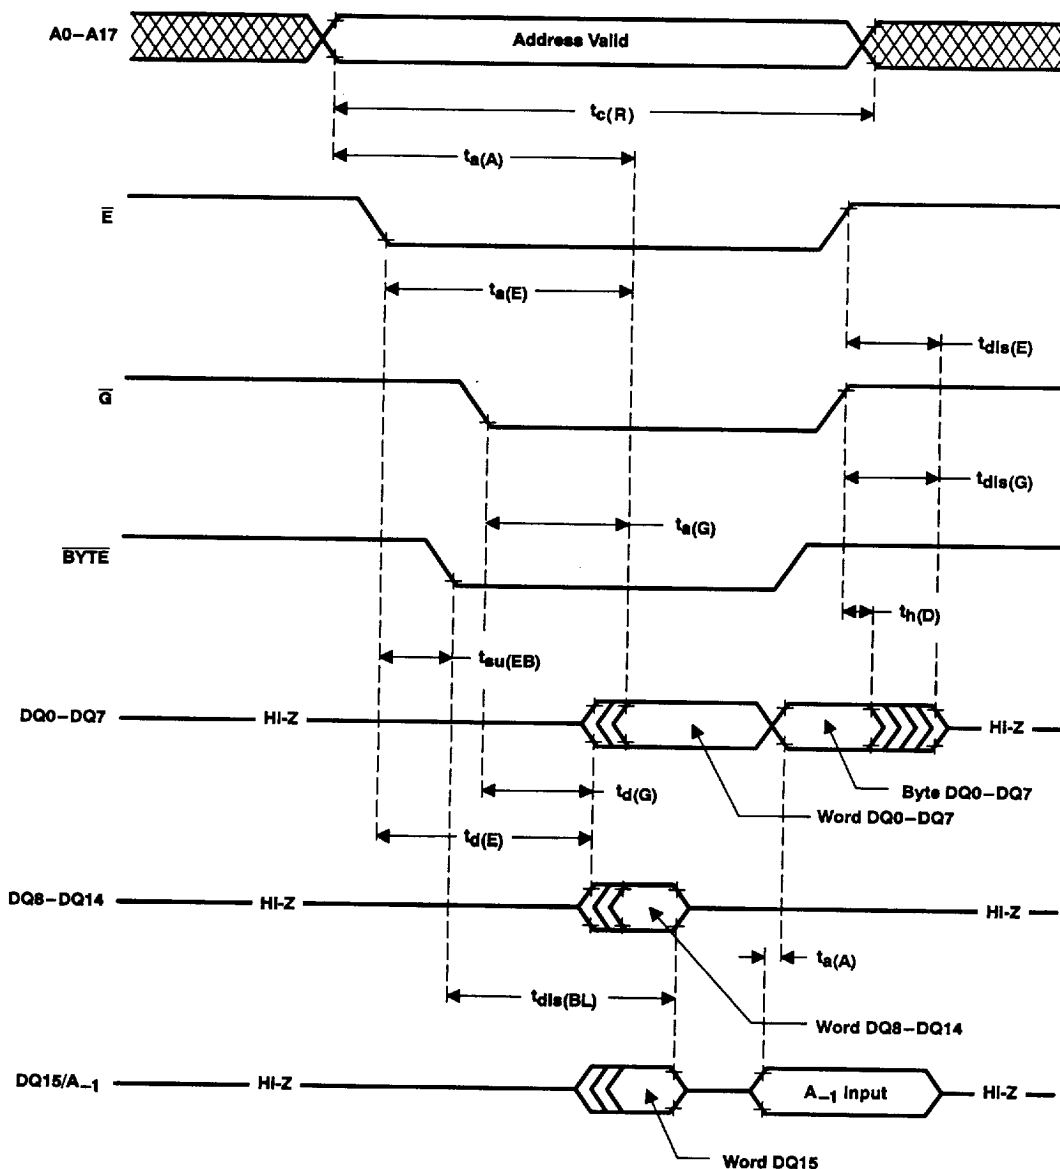 A0–A17
Address Valid
tc(R)
ta(A)
E
ta(E)
tdis(E)
G
tdis(G)
ta(G)
BYTE
th(D)
tsu(EB)
DQ0–DQ7
Hi-Z
Hi-Z
td(G)
Byte DQ0–DQ7
Word DQ0–DQ7
td(E)
DQ8–DQ14
Hi-Z
Hi-Z
ta(A)
tdis(BL)
Word DQ8–DQ14
DQ15/A–1
Hi-Z
A–1 Input
Hi-Z
Word DQ15